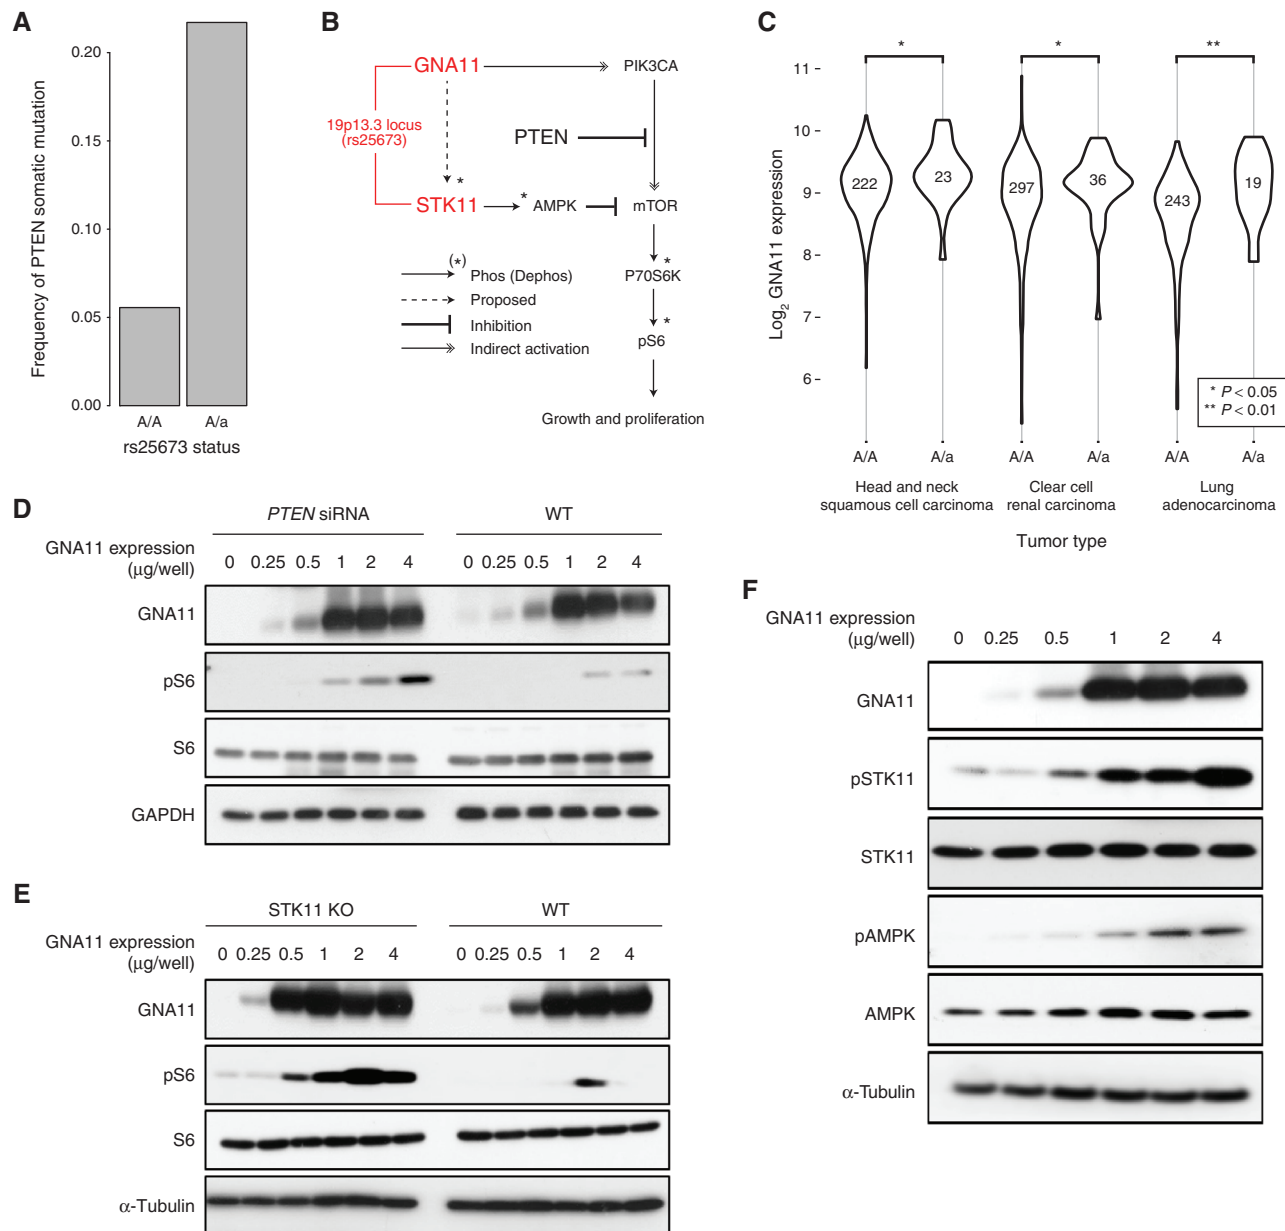 A
Frequency of PTEN somatic mutation
0.20
0.15
0.10
0.05
0.00
A/A
A/a
rs25673 status
B
GNA11
PIK3CA
19p13.3 locus
(rs25673)
PTEN
*
STK11
*
AMPK
mTOR
(*)
Phos (Dephos)
*
P70S6K
Proposed
Inhibition
*
pS6
Indirect activation
Growth and proliferation
C
Log2 GNA11 expression
11
10
9
8
7
6
*
*
**
222
23
297
36
243
19
* P < 0.05
** P < 0.01
A/A
A/a
A/A
A/a
A/A
A/a
Head and neck
squamous cell carcinoma
Clear cell
renal carcinoma
Lung
adenocarcinoma
Tumor type
D
PTEN siRNA
WT
GNA11 expression
(μg/well)
0 0.25 0.5 1 2 4
0 0.25 0.5 1 2 4
GNA11
pS6
S6
GAPDH
E
STK11 KO
WT
GNA11 expression
(μg/well)
0 0.25 0.5 1 2 4
0 0.25 0.5 1 2 4
GNA11
pS6
S6
α-Tubulin
F
GNA11 expression
(μg/well)
0 0.25 0.5 1 2 4
GNA11
pSTK11
STK11
pAMPK
AMPK
α-Tubulin